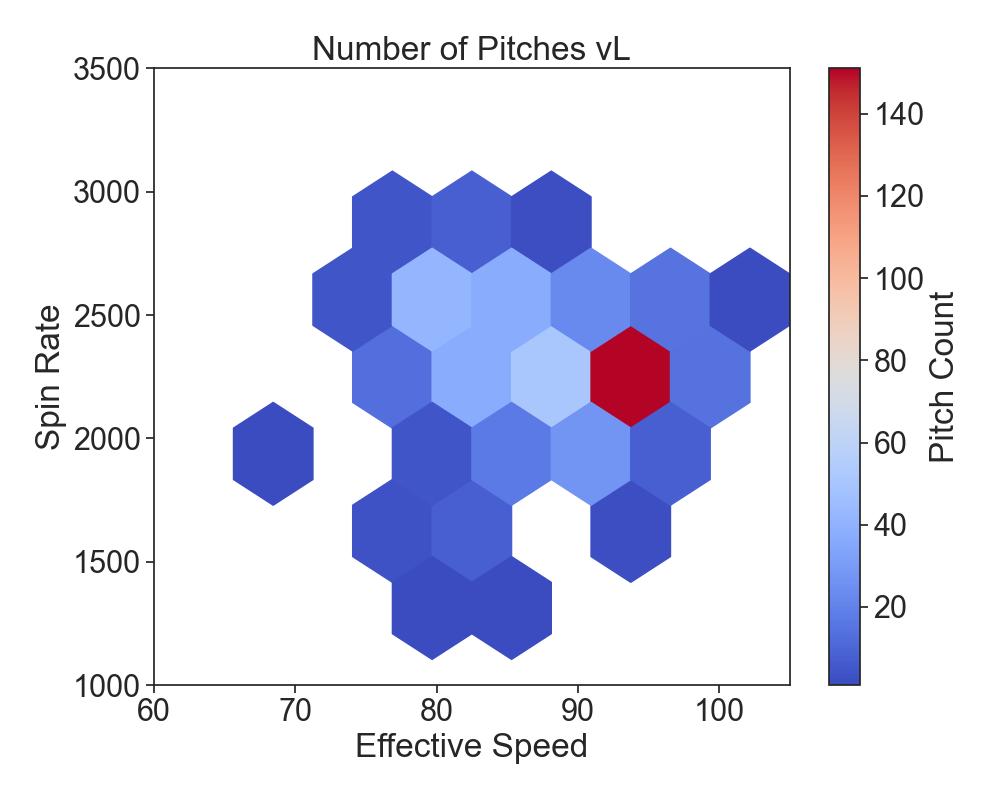 Number of Pitches vL
3500
3000
2500
2000
1500
1000
Spin Rate
60 70 80 90 100
Effective Speed
140
120
100
80
60
40
20
Pitch Count